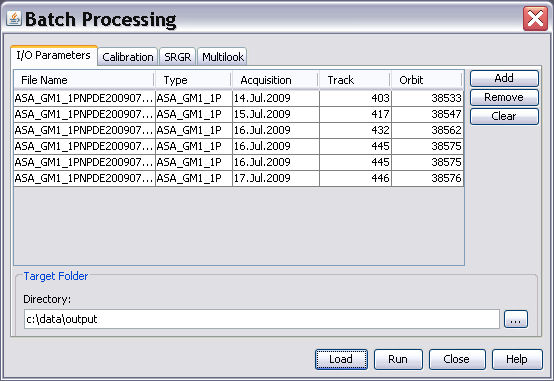 Batch Processing
I/O Parameters Calibration SRGR Multilook
File Name Type Acquisition Track Orbit
ASA_GM1_1PNPDE200907... ASA_GM1_1P 14.Jul.2009 403 38533
ASA_GM1_1PNPDE200907... ASA_GM1_1P 15.Jul.2009 417 38547
ASA_GM1_1PNPDE200907... ASA_GM1_1P 16.Jul.2009 432 38562
ASA_GM1_1PNPDE200907... ASA_GM1_1P 16.Jul.2009 445 38575
ASA_GM1_1PNPDE200907... ASA_GM1_1P 16.Jul.2009 445 38575
ASA_GM1_1PNPDE200907... ASA_GM1_1P 17.Jul.2009 446 38576
Add
Remove
Clear
Target Folder
Directory:
c:\data\output ...
Load Run Close Help